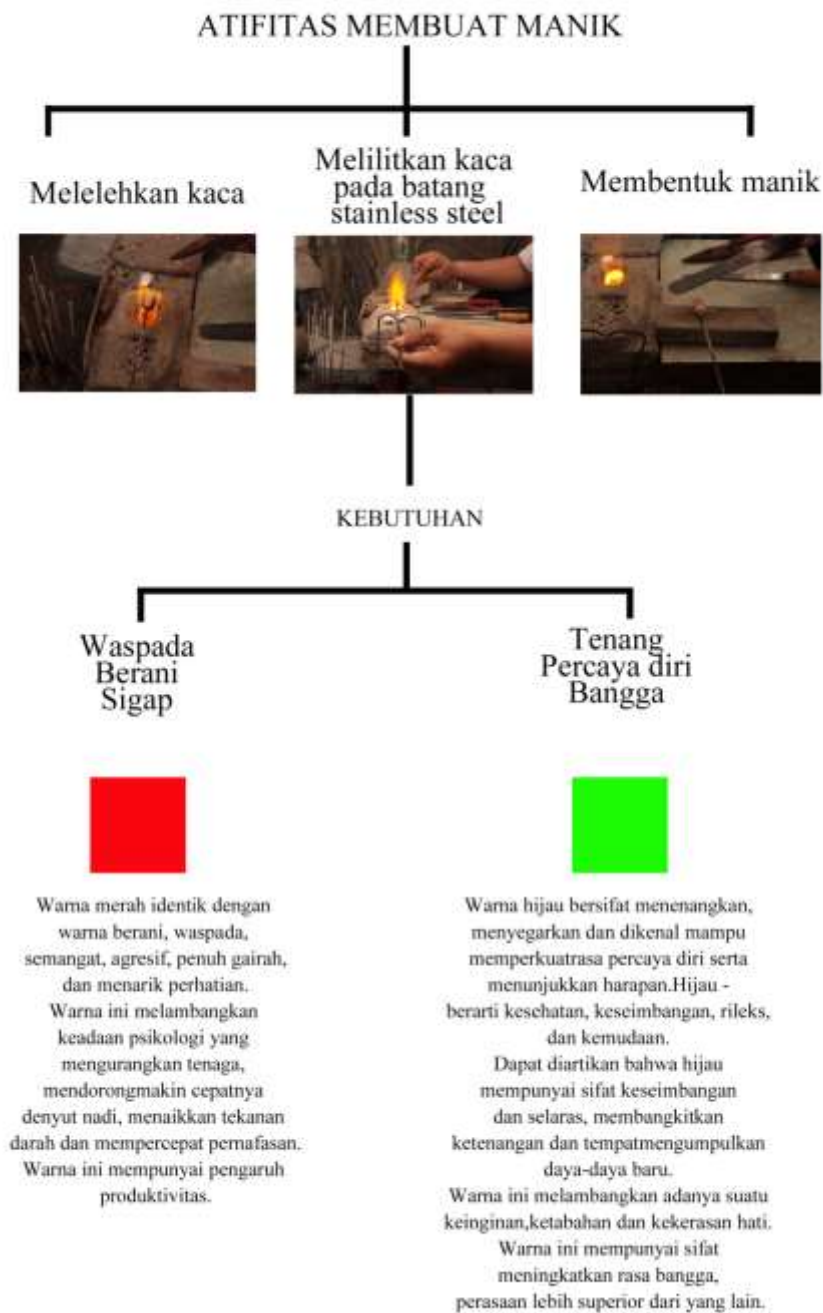 ATIFITAS MEMBUAT MANIK
Melelehkan kaca
Melilitkan kaca
pada batang
stainless steel
Membentuk manik
KEBUTUHAN
Waspada
Berani
Sigap
Tenang
Percaya diri
Bangga
Warna merah identik dengan
warna berani, waspada,
semangat, agresif, penuh gairah,
dan menarik perhatian.
Warna ini melambangkan
keadaan psikologi yang
mengurangkan tenaga,
mendorongmakin cepatnya
denyut nadi, menaikkan tekanan
darah dan mempercepat pernafasan.
Warna ini mempunyai pengaruh
produktivitas.
Warna hijau bersifat menenangkan,
menyegarkan dan dikenal mampu
memperkuatrasa percaya diri serta
menunjukkan harapan.Hijau -
berarti kesehatan, keseimbangan, rileks,
dan kemudaan.
Dapat diartikan bahwa hijau
mempunyai sifat keseimbangan
dan selaras, membangkitkan
ketenangan dan tempatmengumpulkan
daya-daya baru.
Warna ini melambangkan adanya suatu
keinginan,ketabahan dan kekerasan hati.
Warna ini mempunyai sifat
meningkatkan rasa bangga,
perasaan lebih superior dari yang lain.